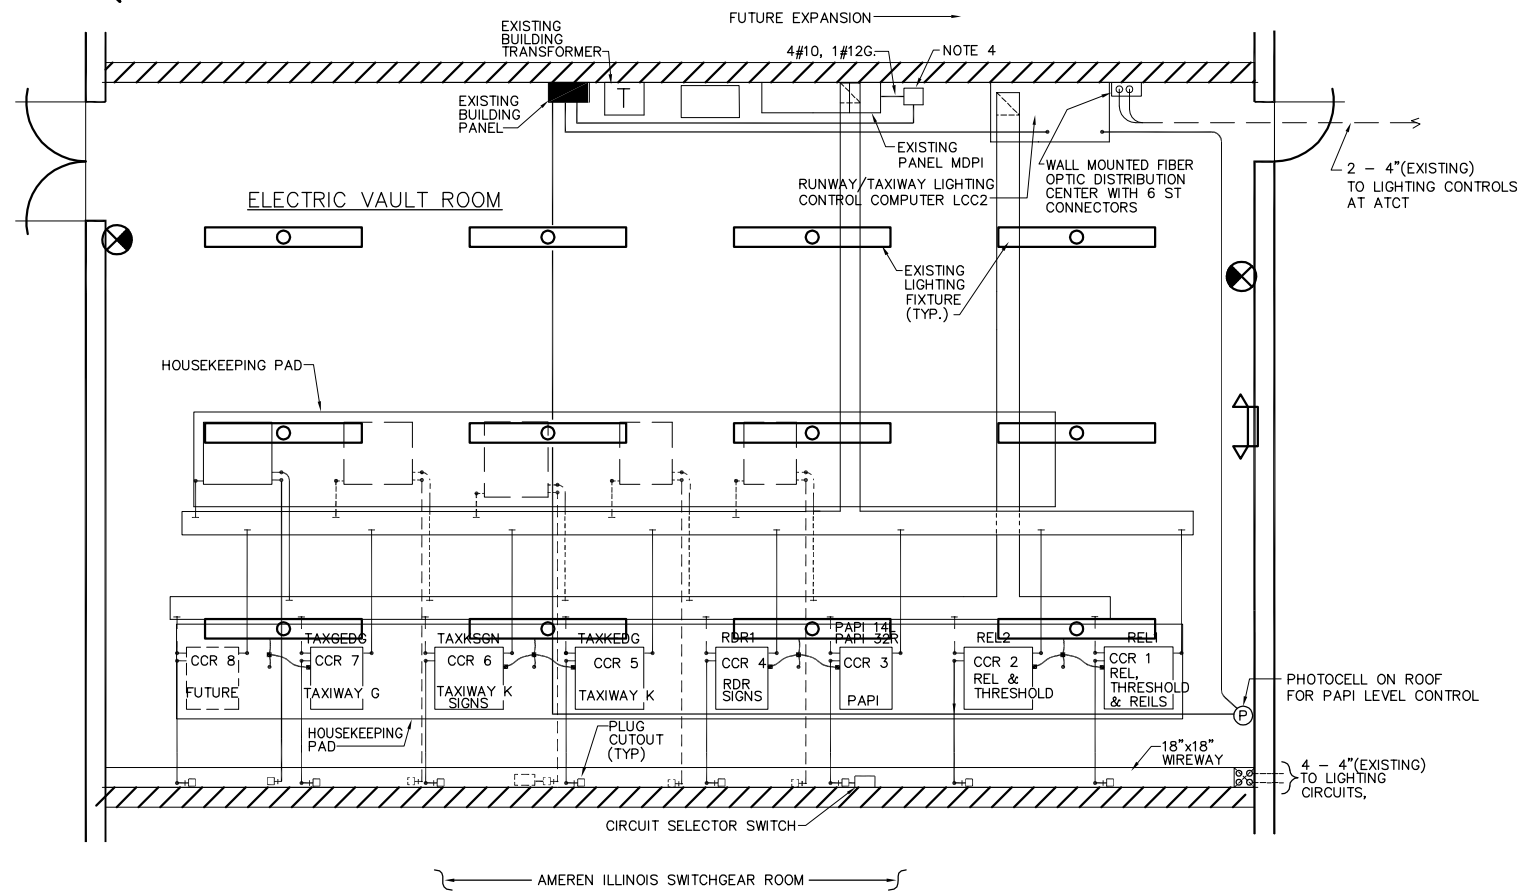 FUTURE EXPANSION
EXISTING
BUILDING
TRANSFORMER
4#10, 1#12G.
NOTE 4
T
EXISTING
BUILDING
PANEL
EXISTING
PANEL MDP1
RUNWAY/TAXIWAY LIGHTING
CONTROL COMPUTER LCC2
WALL MOUNTED FIBER
OPTIC DISTRIBUTION
CENTER WITH 6 ST
CONNECTORS
2 - 4"(EXISTING)
TO LIGHTING CONTROLS
AT ATCT
ELECTRIC VAULT ROOM
EXISTING
LIGHTING
FIXTURE
(TYP.)
HOUSEKEEPING PAD
TAXGEDG
TAXKSGN
TAXKEDG
RDR1
PAPI 14L
PAPI 32R
REL2
REL1
CCR 8
FUTURE
CCR 7
TAXIWAY G
CCR 6
TAXIWAY K
SIGNS
CCR 5
TAXIWAY K
CCR 4
RDR
SIGNS
CCR 3
PAPI
CCR 2
REL &
THRESHOLD
CCR 1
REL,
THRESHOLD
& REILS
PHOTOCELL ON ROOF
FOR PAPI LEVEL CONTROL
P
HOUSEKEEPING
PAD
PLUG
CUTOUT
(TYP)
18"x18"
WIREWAY
4 - 4"(EXISTING)
TO LIGHTING
CIRCUITS,
CIRCUIT SELECTOR SWITCH
AMEREN ILLINOIS SWITCHGEAR ROOM